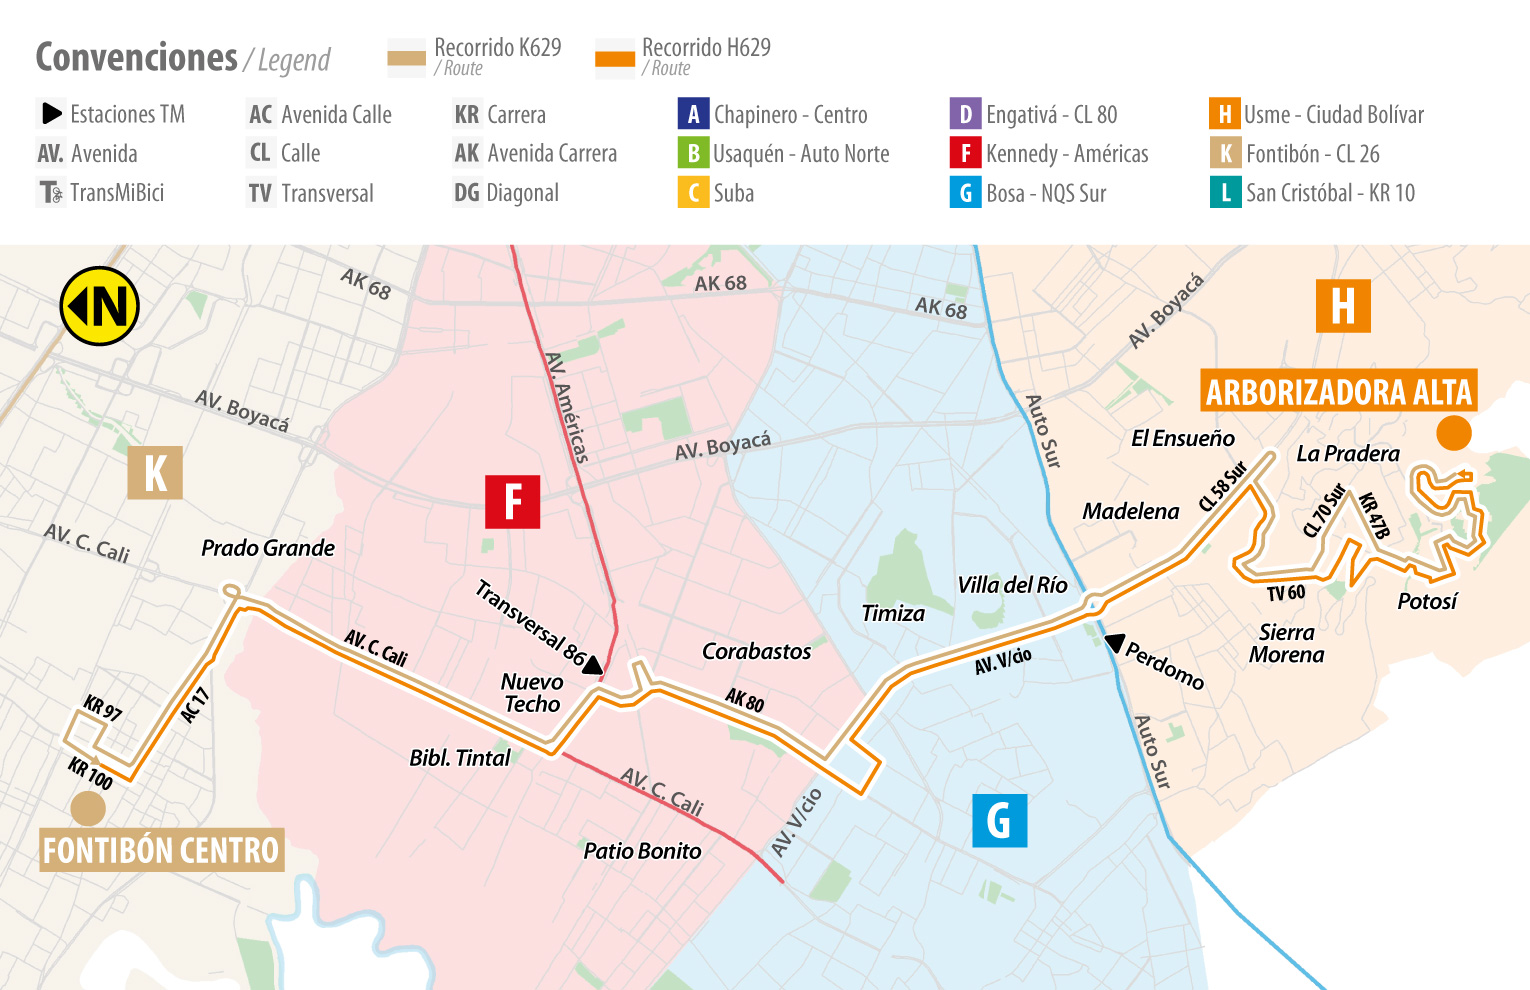 Convenciones / Legend
Recorrido K629
/ Route
Recorrido H629
/ Route
Estaciones TM
AC Avenida Calle
KR Carrera
A Chapinero - Centro
D Engativá - CL 80
H Usme - Ciudad Bolívar
AV. Avenida
CL Calle
AK Avenida Carrera
B Usaquén - Auto Norte
F Kennedy - Américas
K Fontibón - CL 26
T TransMiBici
TV Transversal
DG Diagonal
C Suba
G Bosa - NQS Sur
L San Cristóbal - KR 10
N
AK 68
AK 68
AK 68
AV. Boyacá
H
AV. Américas
ARBORIZADORA ALTA
AV. Boyacá
Auto Sur
AV. Boyacá
El Ensueño
La Pradera
K
F
CL 58 Sur
Madelena
CL 70 Sur
KR 47B
AV. C. Cali
Prado Grande
Transversal 86
Villa del Río
Timiza
TV 60
Potosí
Sierra
Morena
AV. C. Cali
Corabastos
AV. V/cio
Perdomo
Nuevo
Techo
AK 80
KR 97
AC 17
Bibl. Tintal
Auto Sur
KR 100
AV. C. Cali
AV. V/cio
G
FONTIBÓN CENTRO
Patio Bonito